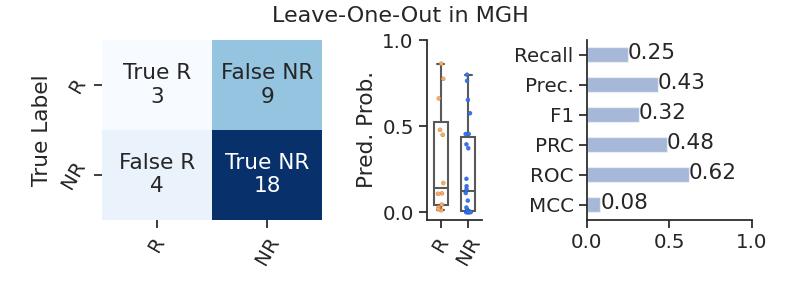 Leave-One-Out in MGH
True Label
R
NR
True R
3
False NR
9
False R
4
True NR
18
R
NR
Pred. Prob.
1.0
0.5
0.0
R
NR
Recall
0.25
Prec.
0.43
F1
0.32
PRC
0.48
ROC
0.62
MCC
0.08
0.0
0.5
1.0